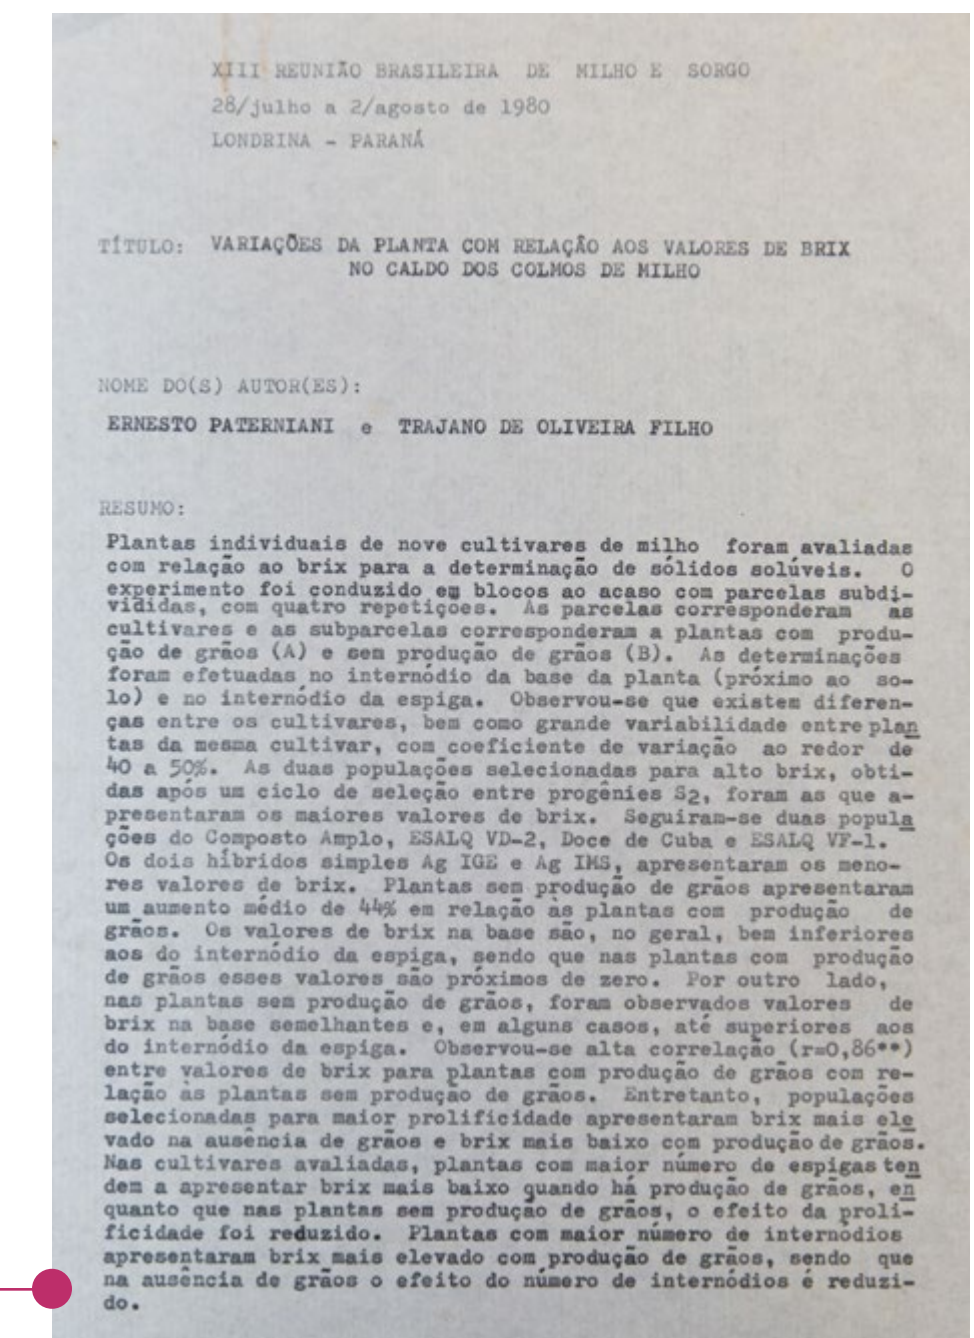 XIII REUNIÃO BRASILEIRA DE MILHO E SORGO
28/julho a 2/agosto de 1980
LONDRINA - PARANÁ
TÍTULO: VARIAÇÕES DA PLANTA COM RELAÇÃO AOS VALORES DE BRIX
NO CALDO DOS COLMOS DE MILHO
NOME DO(S) AUTOR(ES):
ERNESTO PATERNIANI e TRAJANO DE OLIVEIRA FILHO
RESUMO:
Plantas individuais de nove cultivares de milho foram avaliadas
com relação ao brix para a determinação de sólidos solúveis. O
experimento foi conduzido em blocos ao acaso com parcelas subdi-
vididas, com quatro repetições. As parcelas corresponderam as
cultivares e as subparcelas corresponderam a plantas com produ-
ção de grãos (A) e sem produção de grãos (B). As determinações
foram efetuadas no internódio da base da planta (próximo ao so-
lo) e no internódio da espiga. Observou-se que existem diferen-
ças entre os cultivares, bem como grande variabilidade entre plan
tas da mesma cultivar, com coeficiente de variação ao redor de
40 a 50%. As duas populações selecionadas para alto brix, obti-
das após um ciclo de seleção entre progênies S2, foram as que a-
presentaram os maiores valores de brix. Seguiram-se duas popula
ções do Composto Amplo, ESALQ VD-2, Doce de Cuba e ESALQ VF-1.
Os dois híbridos simples Ag IGE e Ag IMS, apresentaram os meno-
res valores de brix. Plantas sem produção de grãos apresentaram
um aumento médio de 44% em relação às plantas com produção de
grãos. Os valores de brix na base são, no geral, bem inferiores
aos do internódio da espiga, sendo que nas plantas com produção
de grãos esses valores são próximos de zero. Por outro lado,
nas plantas sem produção de grãos, foram observados valores de
brix na base semelhantes e, em alguns casos, até superiores aos
do internódio da espiga. Observou-se alta correlação (r=0,86**)
entre valores de brix para plantas com produção de grãos com re-
lação às plantas sem produção de grãos. Entretanto, populações
selecionadas para maior prolificidade apresentaram brix mais ele
vado na ausência de grãos e brix mais baixo com produção de grãos.
Nas cultivares avaliadas, plantas com maior número de espigas ten
dem a apresentar brix mais baixo quando há produção de grãos, en
quanto que nas plantas sem produção de grãos, o efeito da proli-
ficidade foi reduzido. Plantas com maior número de internódios
apresentaram brix mais elevado com produção de grãos, sendo que
na ausência de grãos o efeito do número de internódios é reduzi-
do.